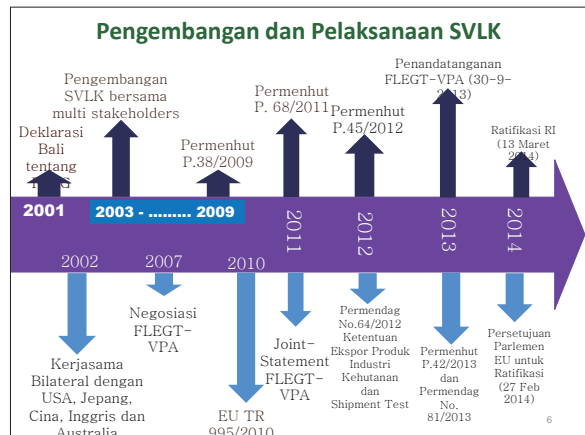 Pengembangan dan Pelaksanaan SVLK
Deklarasi
Bali
tentang
Pengembangan
SVLK bersama
multi stakeholders
Permenhut
P.38/2009
Permenhut
P. 68/2011
Permenhut
P.45/2012
Penandatanganan
FLEGT-VPA (30-9-
2013)
Ratifikasi RI
(13 Maret
2014)
2001
2003 - ......... 2009
2011
2012
2013
2014
2002
2007
2010
Kerjasama
Bilateral dengan
USA, Jepang,
Cina, Inggris dan
Australia
Negosiasi
FLEGT-
VPA
EU TR
995/2010
Joint-
Statement
FLEGT-
VPA
Permendag
No.64/2012
Ketentuan
Ekspor Produk
Industri
Kehutanan
dan
Shipment Test
Permenhut
P.42/2013
dan
Permendag
No.
81/2013
Persetujuan
Parlemen
EU untuk
Ratifikasi
(27 Feb
2014)
6